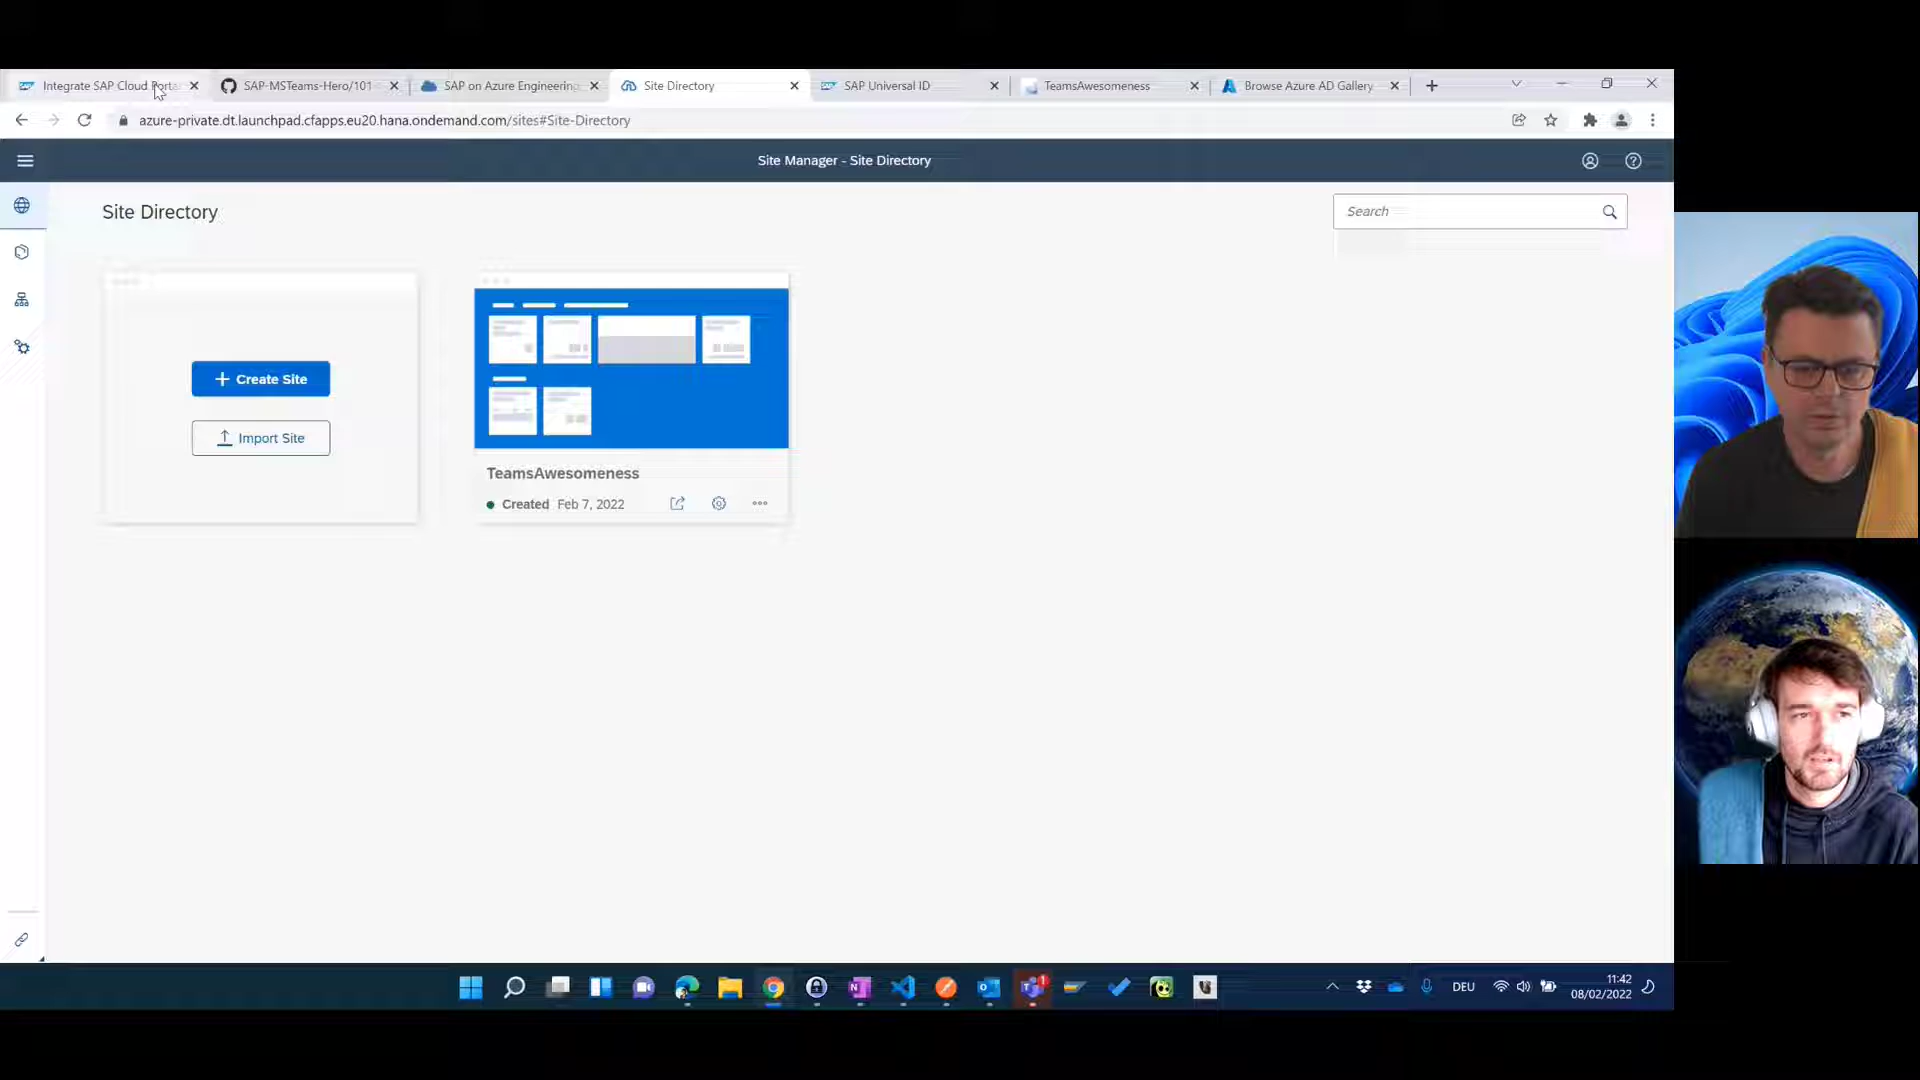 Integrate SAP Cloud Porta
SAP-MSTeams-Hero/101
SAP on Azure Engineering
Site Directory
SAP Universal ID
TeamsAwesomeness
Browse Azure AD Gallery
azure-private.dt.launchpad.cfapps.eu20.hana.ondemand.com/sites#Site-Directory
Site Manager - Site Directory
Site Directory
Search
+ Create Site
Import Site
TeamsAwesomeness
Created Feb 7, 2022
1
DEU
11:42
08/02/2022